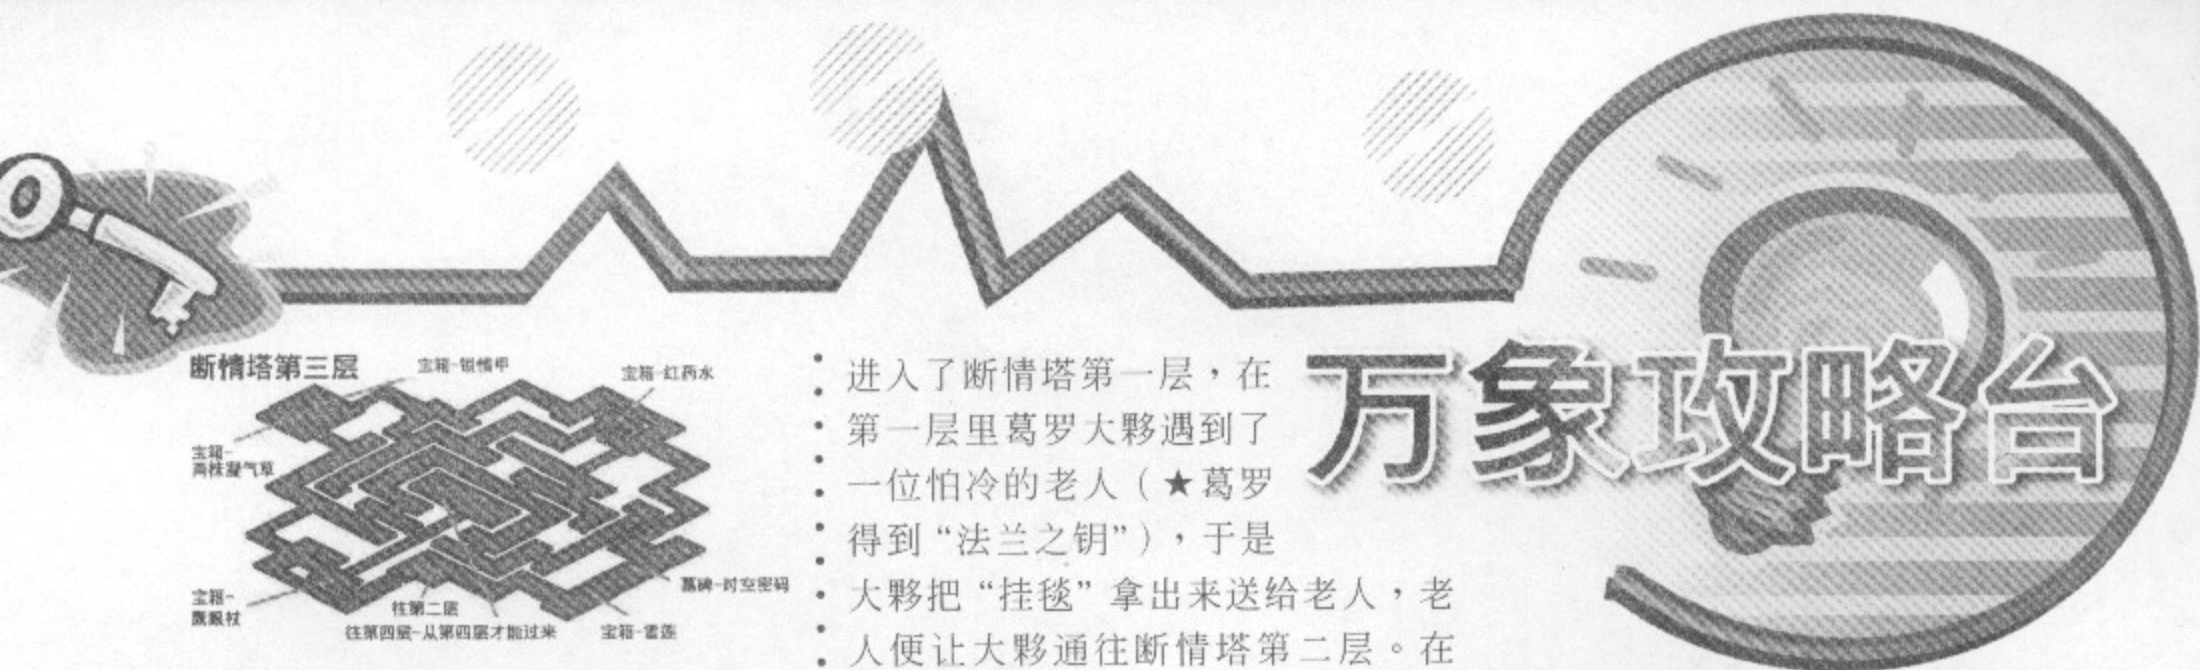 断情塔第三层
宝箱-锁惟甲
宝箱-红药水
宝箱-
两株凝气草
宝箱-
鹰眼杖
往第二层
往第四层-从第四层才能过来
宝箱-雪莲
墓碑-时空密码
进入了断情塔第一层，在
第一层里葛罗大夥遇到了
一位怕冷的老人（★葛罗
得到“法兰之钥”），于是
大夥把“挂毯”拿出来送给老人，老
人便让大夥通往断情塔第二层。在
万象攻略台